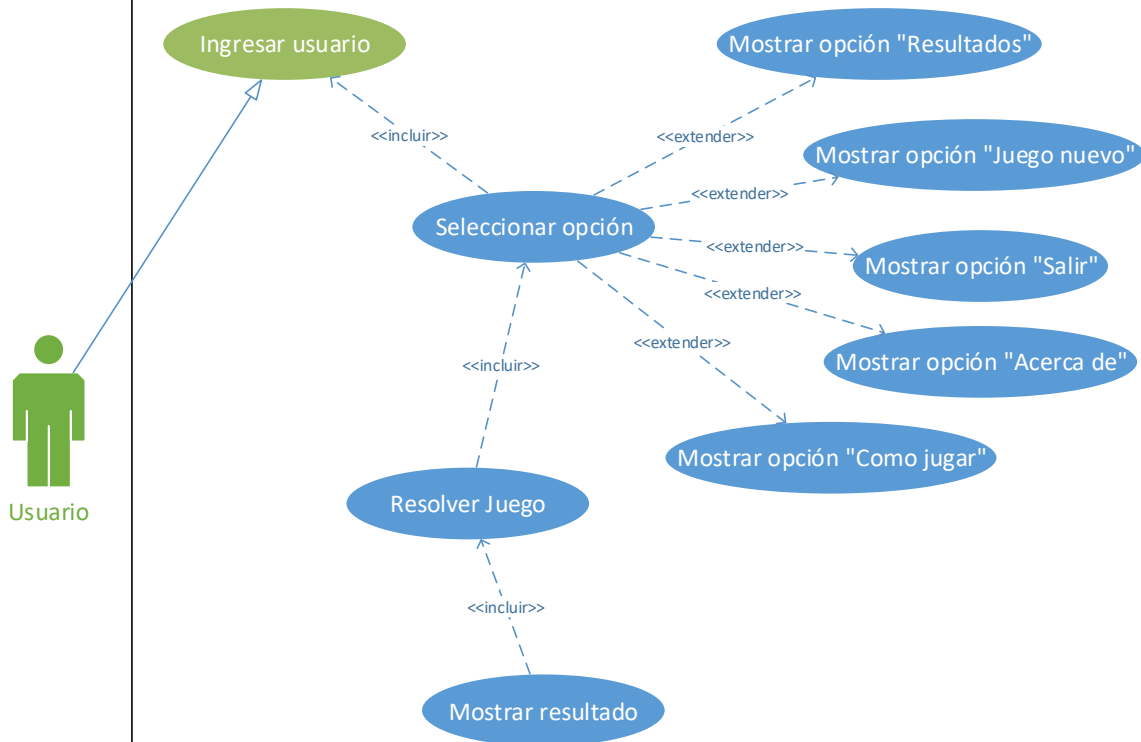 Ingresar usuario
Mostrar opción "Resultados"
<<incluir>>
<<extender>>
Mostrar opción "Juego nuevo"
<<extender>>
Seleccionar opción
<<extender>>
Mostrar opción "Salir"
<<extender>>
<<extender>>
Mostrar opción "Acerca de"
<<incluir>>
Mostrar opción "Como jugar"
Resolver Juego
Usuario
<<incluir>>
Mostrar resultado